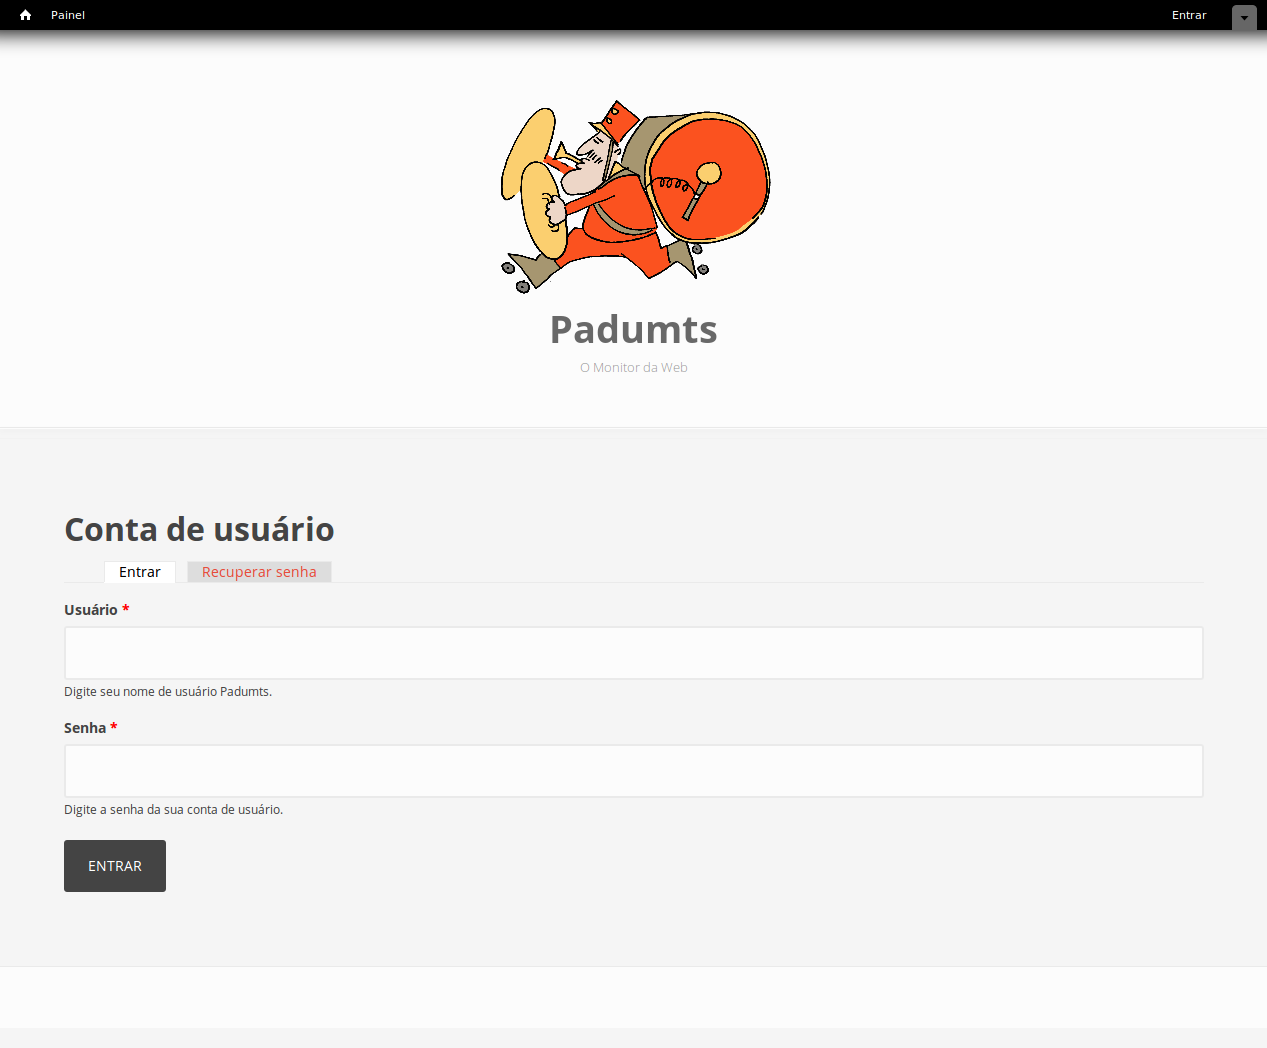 Painel
Entrar
Padumts
O Monitor da Web
Conta de usuário
Entrar
Recuperar senha
Usuário *
Digite seu nome de usuário Padumts.
Senha *
Digite a senha da sua conta de usuário.
ENTRAR